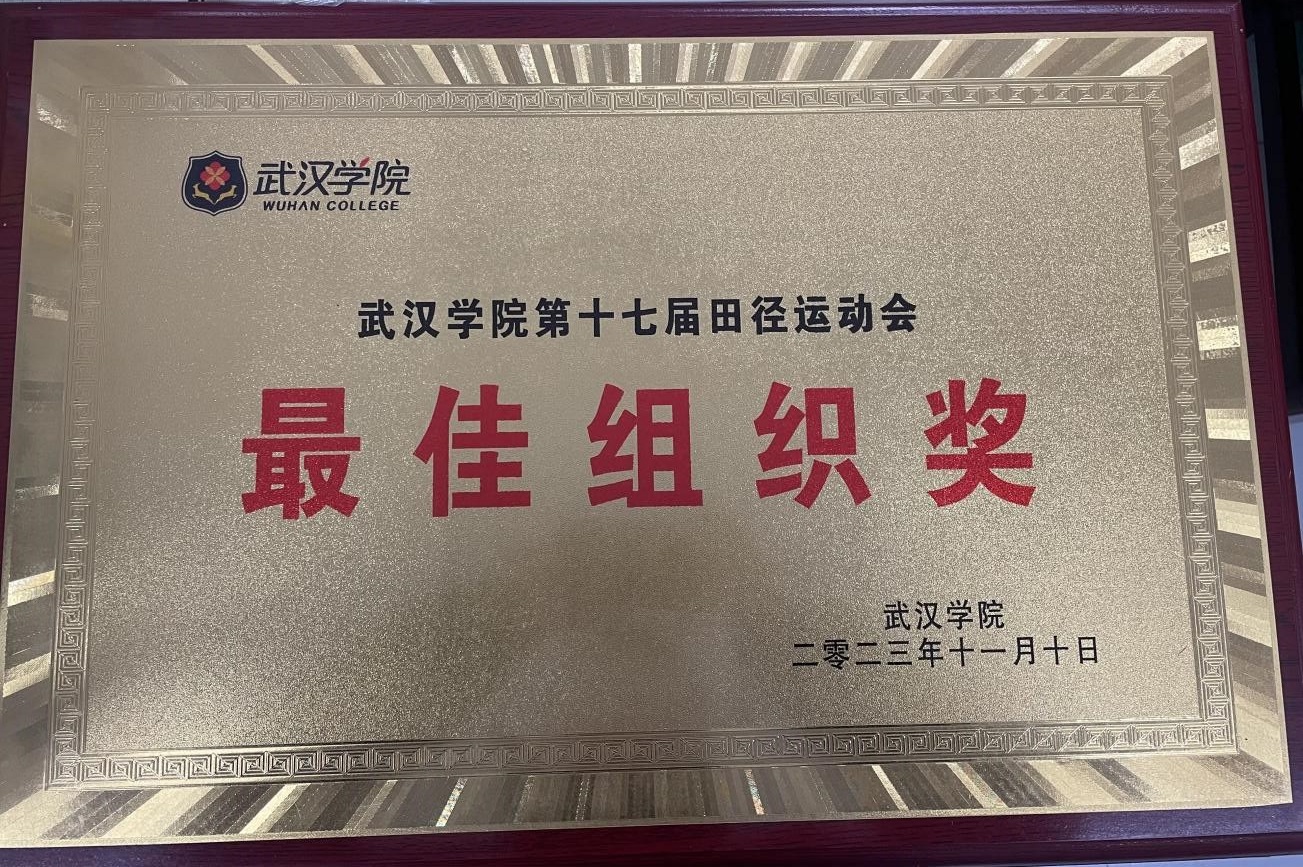 武汉学院
WUHAN COLLEGE
武汉学院第十七届田径运动会
最佳组织奖
武汉学院
二零二三年十一月十日